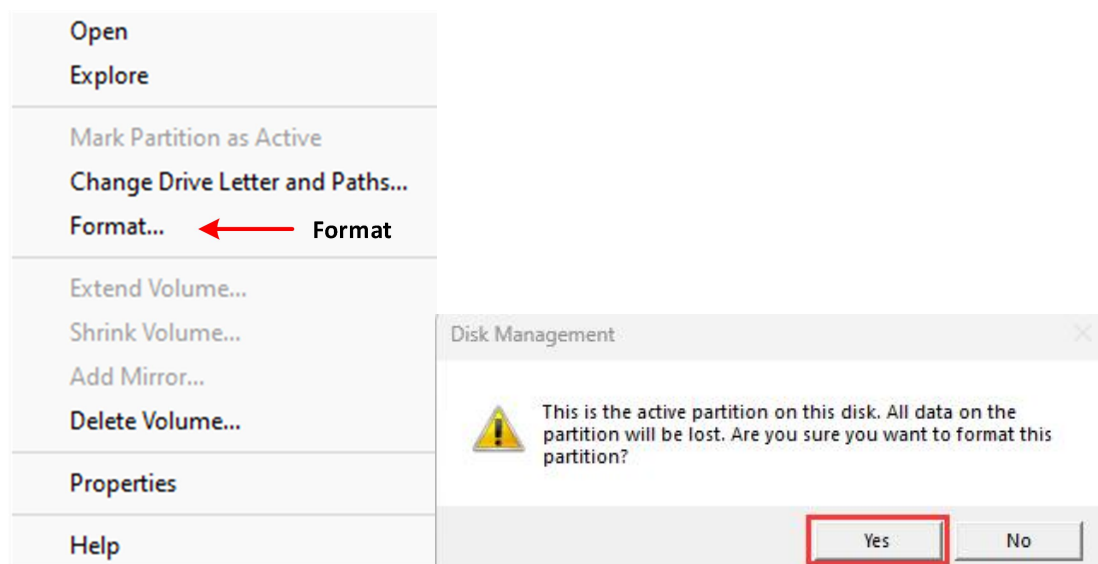 Open
Explore
Mark Partition as Active
Change Drive Letter and Paths...
Format...
Format
Extend Volume...
Shrink Volume...
Add Mirror...
Delete Volume...
Properties
Help
Disk Management
This is the active partition on this disk. All data on the
partition will be lost. Are you sure you want to format this
partition?
Yes
No